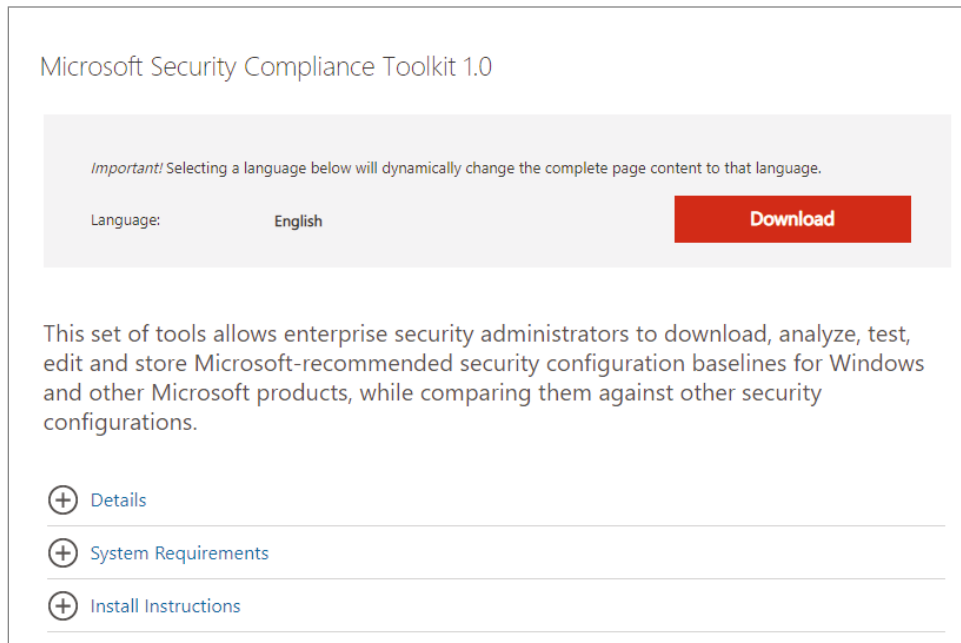 Microsoft Security Compliance Toolkit 1.0
Important! Selecting a language below will dynamically change the complete page content to that language.
Language: English Download
This set of tools allows enterprise security administrators to download, analyze, test,
edit and store Microsoft-recommended security configuration baselines for Windows
and other Microsoft products, while comparing them against other security
configurations.
Details
System Requirements
Install Instructions